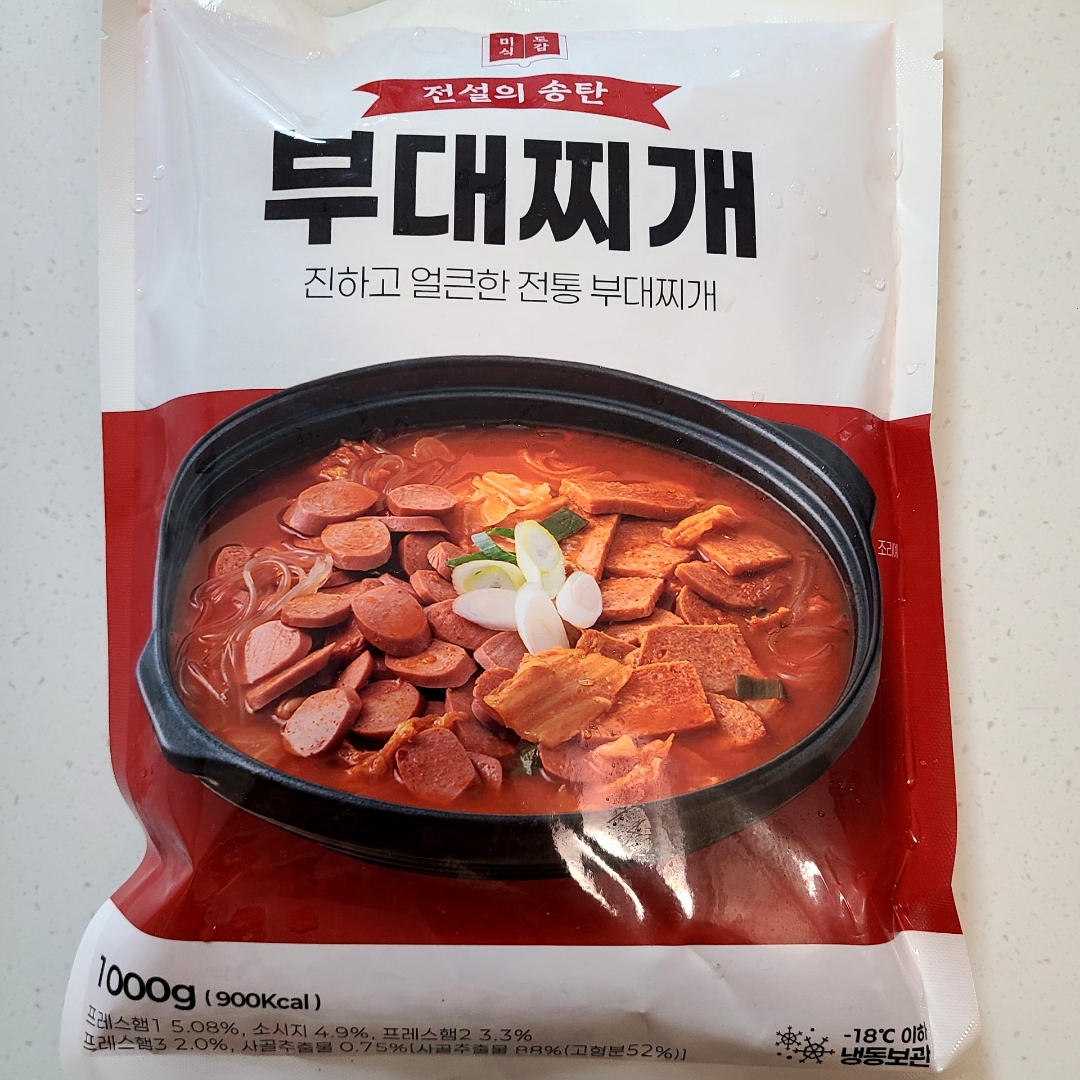 미식
도감
전설의 송탄
부대찌개
진하고 얼큰한 전통 부대찌개
1000g (900Kcal)
프레스햄1 5.08%, 소시지 4.9%, 프레스햄2 3.3%
프레스햄3 2.0%, 사골추출물 0.75%[사골추출물 88%(고형분52%)]
-18℃ 이하
냉동보관